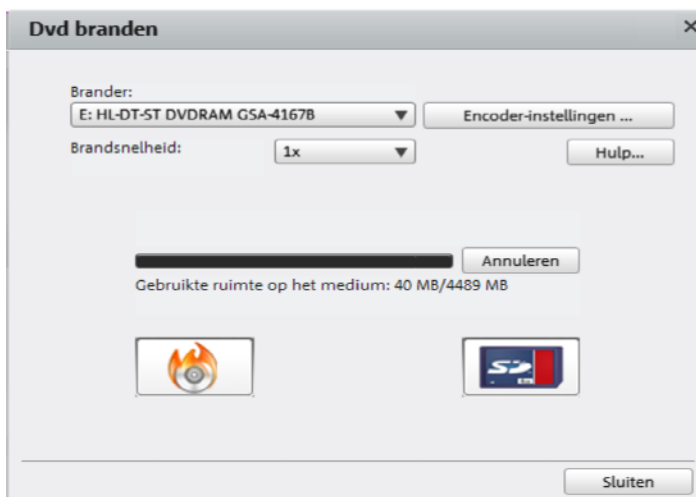 Dvd branden
Brander:
E: HL-DT-ST DVDRAM GSA-4167B
Encoder-instellingen ...
Brandsnelheid:
1x
Hulp...
Annuleren
Gebruikte ruimte op het medium: 40 MB/4489 MB
SD
Sluiten